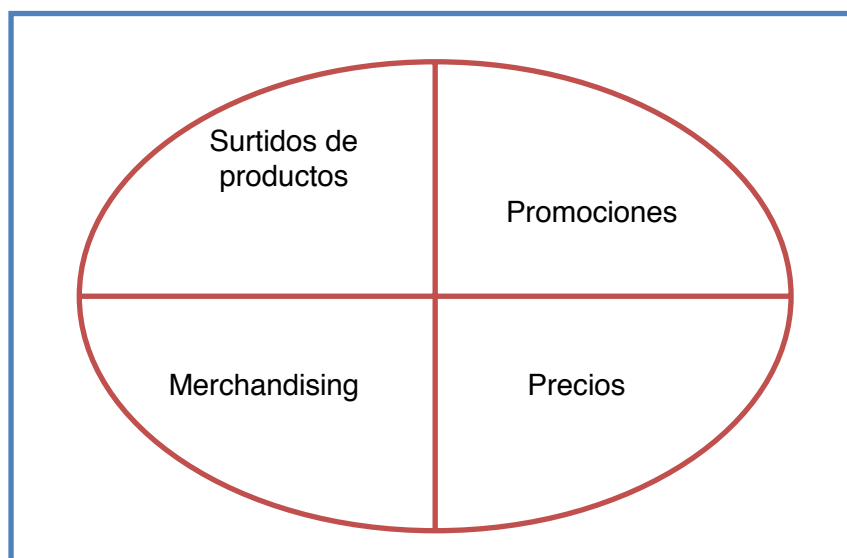 Surtidos de
productos
Promociones
Merchandising
Precios